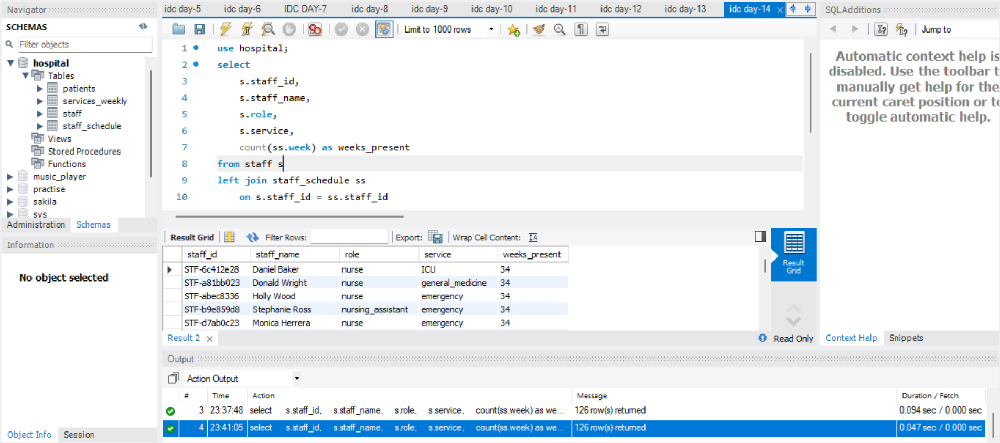 Navigator
SCHEMAS
Filter objects
hospital
Tables
patients
services_weekly
staff
staff_schedule
Views
Stored Procedures
Functions
music_player
practise
sakila
sys
Administration Schemas
Information
No object selected
Object Info Session
idc day-5 idc day-6 IDC DAY-7 idc day-8 idc day-9 idc day-10 idc day-11 idc day-12 idc day-13 idc day-14
Limit to 1000 rows
1 use hospital;
2 select
3 s.staff_id,
4 s.staff_name,
5 s.role,
6 s.service,
7 count(ss.week) as weeks_present
8 from staff s
9 left join staff_schedule ss
10 on s.staff_id = ss.staff_id
Result Grid Filter Rows: Export: Wrap Cell Content:
staff_id staff_name role service weeks_present
STF-6c412e28 Daniel Baker nurse ICU 34
STF-a81bb023 Donald Wright nurse general_medicine 34
STF-abec8336 Holly Wood nurse emergency 34
STF-b9e859d8 Stephanie Ross nursing_assistant emergency 34
STF-d7ab0c23 Monica Herrera nurse emergency 34
Result
Grid
Result 2 Read Only
SQLAdditions
Jump to
Automatic context help is
disabled. Use the toolbar t
manually get help for the
current caret position or to
toggle automatic help.
Context Help Snippets
Output
Action Output
# Time Action Message Duration / Fetch
3 23:37:48 select s.staff_id, s.staff_name, s.role, s.service, count(ss.week) as we... 126 row(s) returned 0.094 sec / 0.000 sec
4 23:41:05 select s.staff_id, s.staff_name, s.role, s.service, count(ss.week) as we... 126 row(s) returned 0.047 sec / 0.000 sec